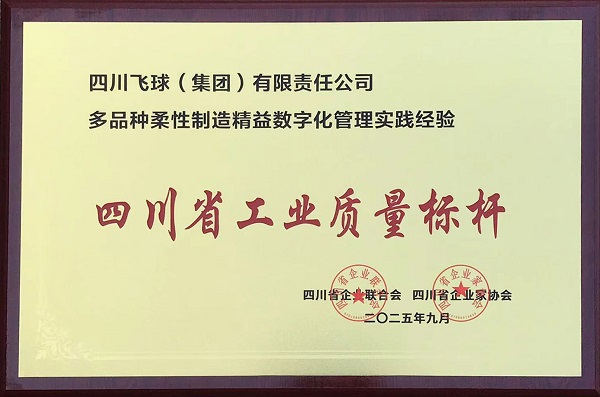 四川飞球（集团）有限责任公司
多品种柔性制造精益数字化管理实践经验
四川省工业质量标杆
四川省企业联合会 四川省企业家协会
二〇二五年九月